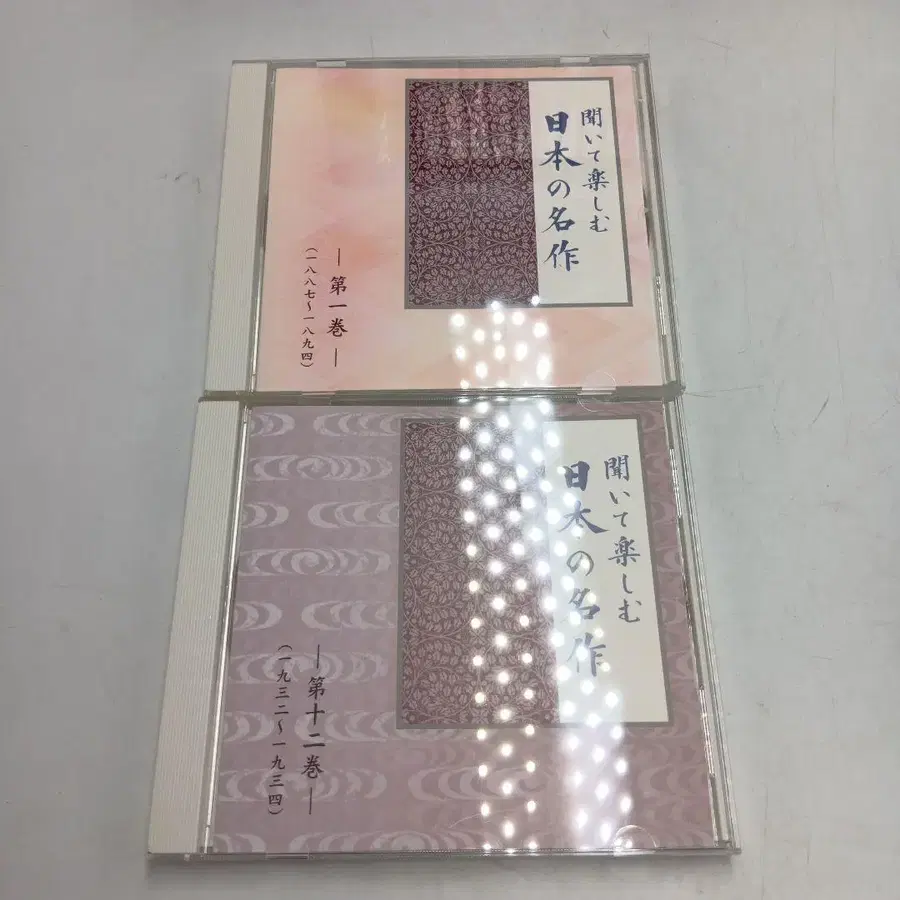 聞いて楽しむ
日本の名作
― 第一巻 ―
（一八八七〜一八九四）
聞いて楽しむ
日本の名作
― 第十二巻 ―
（一九三二〜一九三四）